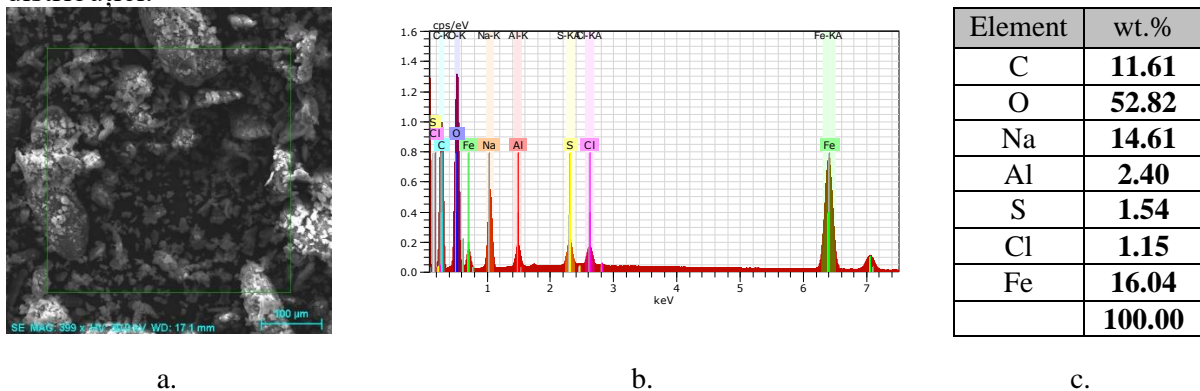 cps/eV
1.6
1.4
1.2
1.0
0.8
0.6
0.4
0.2
0.0
C-K O-K Na-K Al-K S-KA Cl-KA Fe-KA
S
Cl O
C Fe Na Al S Cl Fe
1 2 3 4 5 6 7
keV
SE MAG: 399 x WD: 17.1 mm
100 µm
Element wt.%
C 11.61
O 52.82
Na 14.61
Al 2.40
S 1.54
Cl 1.15
Fe 16.04
100.00
a. b. c.